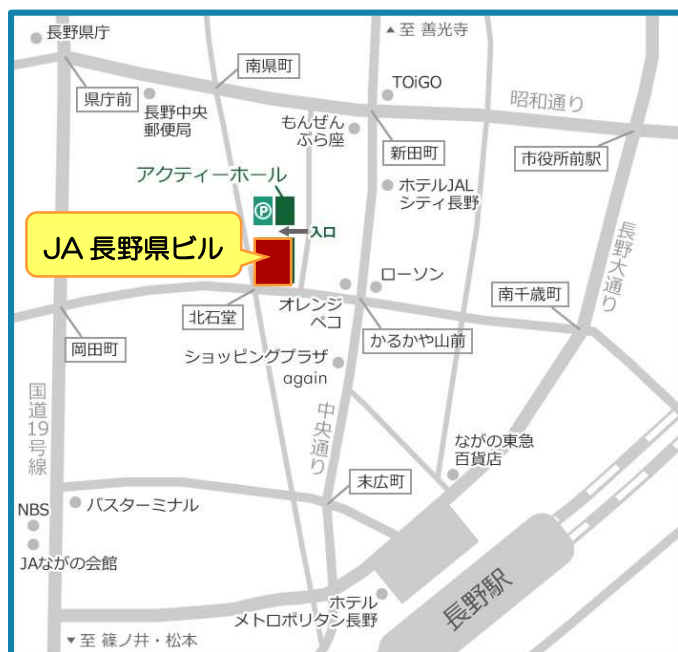 長野県庁
▲至 善光寺
南県町
TOiGO
県庁前
昭和通り
長野中央
郵便局
もんぜん
ぷら座
新田町
市役所前駅
アクティーホール
ホテルJAL
シティ長野
P
入口
長野大通り
JA 長野県ビル
ローソン
オレンジ
ペコ
南千歳町
北石堂
かるかや山前
岡田町
ショッピングプラザ
again
国道19号線
中央通り
ながの東急
百貨店
末広町
NBS
バスターミナル
JAながの会館
長野駅
ホテル
メトロポリタン長野
▼至 篠ノ井・松本